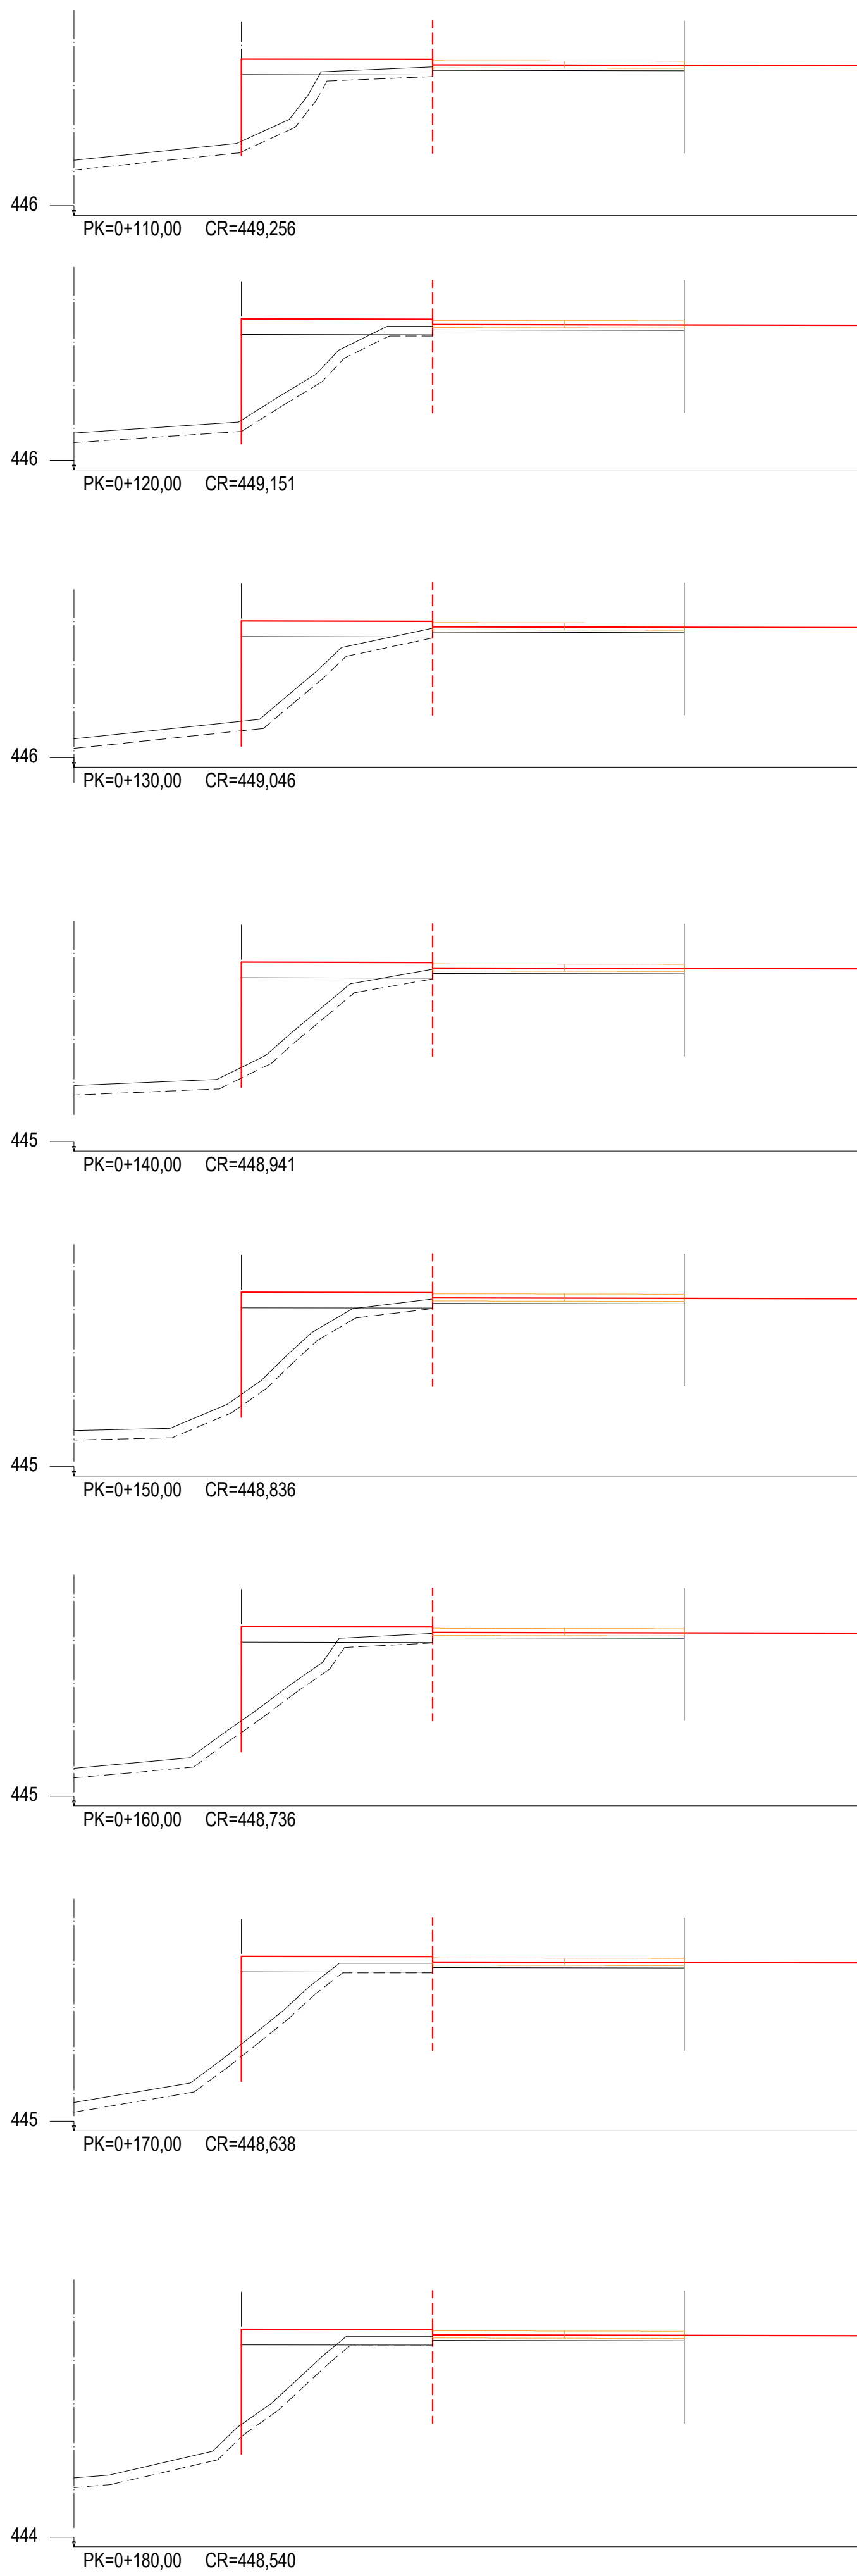 446
PK=0+110,00 CR=449,256
446
PK=0+120,00 CR=449,151
446
PK=0+130,00 CR=449,046
445
PK=0+140,00 CR=448,941
445
PK=0+150,00 CR=448,836
445
PK=0+160,00 CR=448,736
445
PK=0+170,00 CR=448,638
444
PK=0+180,00 CR=448,540